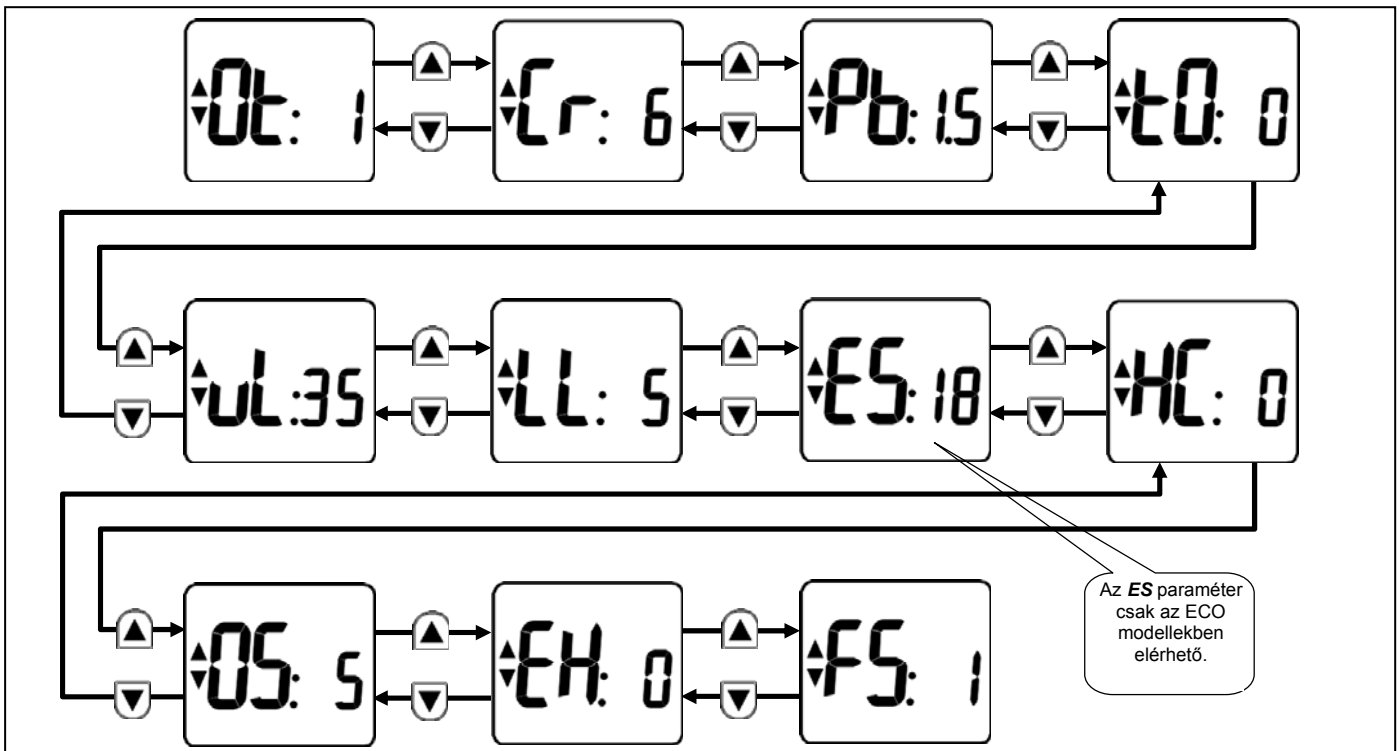 Ot: 1
Cr: 6
Pb:1.5
tO: 0
uL:35
LL: 5
ES:18
HC: 0
Az ES paraméter
csak az ECO
modellekben
elérhető.
OS: 5
EH: 0
FS: 1